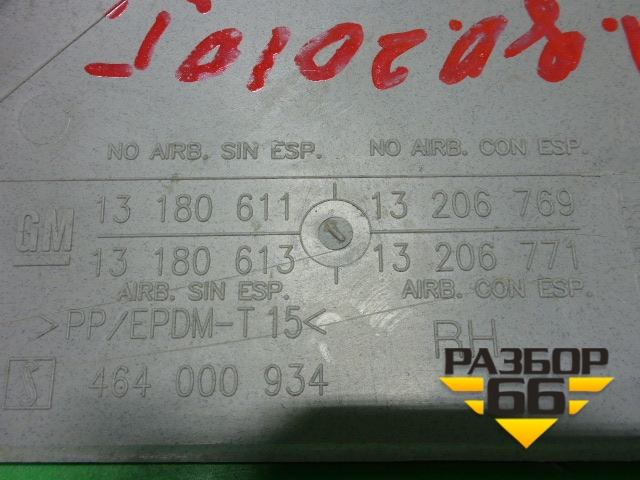 г.в.2010г
NO AIRB. SIN ESP. NO AIRB. CON ESP.
GM 13 180 611 13 206 769
13 180 613 13 206 771
AIRB. SIN ESP. AIRB. CON ESP.
>PP/EPDM-T 15< RH
S 464 000 934
РАЗБОР
66